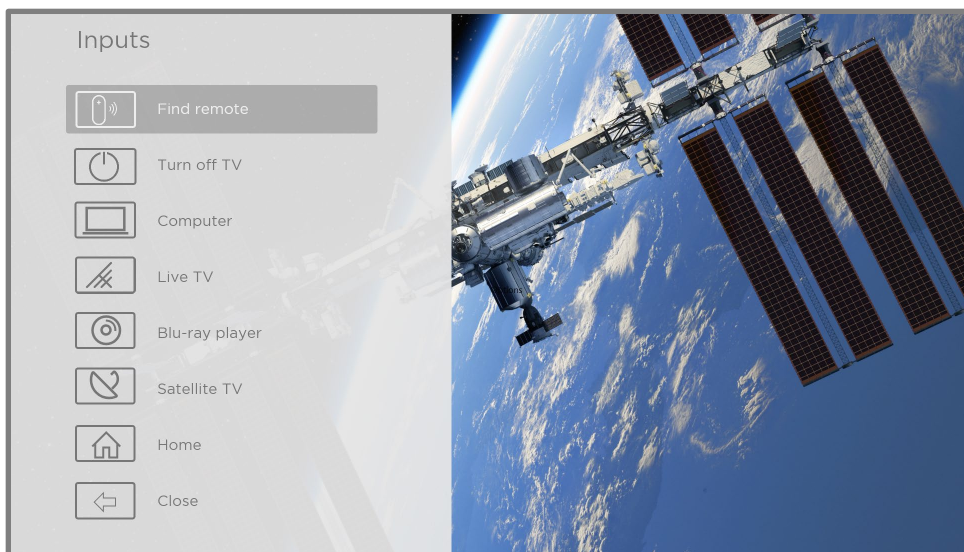 Inputs
Find remote
Turn off TV
Computer
Live TV
Blu-ray player
Satellite TV
Home
Close